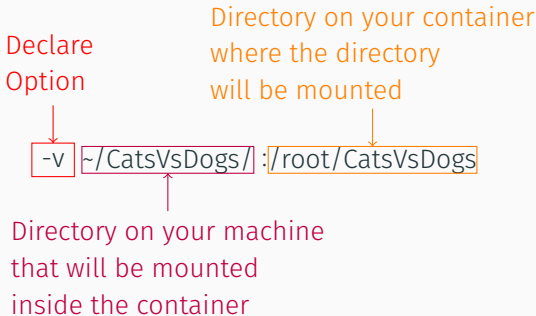 Directory on your container
where the directory
will be mounted
Declare
Option
-v ~/CatsVsDogs/ :/root/CatsVsDogs
Directory on your machine
that will be mounted
inside the container